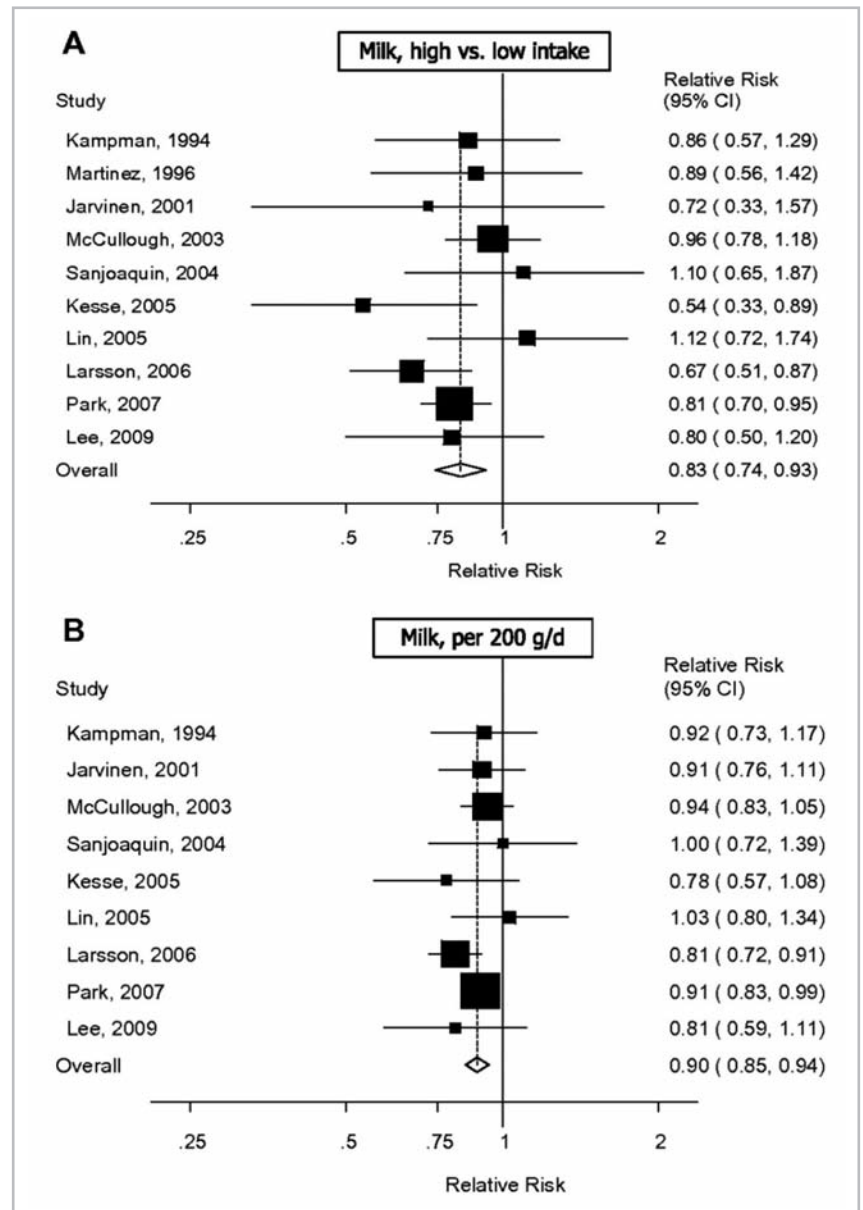 A
Milk, high vs. low intake
Relative Risk
Study (95% CI)
Kampman, 1994 0.86 ( 0.57, 1.29)
Martinez, 1996 0.89 ( 0.56, 1.42)
Jarvinen, 2001 0.72 ( 0.33, 1.57)
McCullough, 2003 0.96 ( 0.78, 1.18)
Sanjoaquin, 2004 1.10 ( 0.65, 1.87)
Kesse, 2005 0.54 ( 0.33, 0.89)
Lin, 2005 1.12 ( 0.72, 1.74)
Larsson, 2006 0.67 ( 0.51, 0.87)
Park, 2007 0.81 ( 0.70, 0.95)
Lee, 2009 0.80 ( 0.50, 1.20)
Overall 0.83 ( 0.74, 0.93)
.25 .5 .75 1 2
Relative Risk
B
Milk, per 200 g/d
Relative Risk
Study (95% CI)
Kampman, 1994 0.92 ( 0.73, 1.17)
Jarvinen, 2001 0.91 ( 0.76, 1.11)
McCullough, 2003 0.94 ( 0.83, 1.05)
Sanjoaquin, 2004 1.00 ( 0.72, 1.39)
Kesse, 2005 0.78 ( 0.57, 1.08)
Lin, 2005 1.03 ( 0.80, 1.34)
Larsson, 2006 0.81 ( 0.72, 0.91)
Park, 2007 0.91 ( 0.83, 0.99)
Lee, 2009 0.81 ( 0.59, 1.11)
Overall 0.90 ( 0.85, 0.94)
.25 .5 .75 1 2
Relative Risk